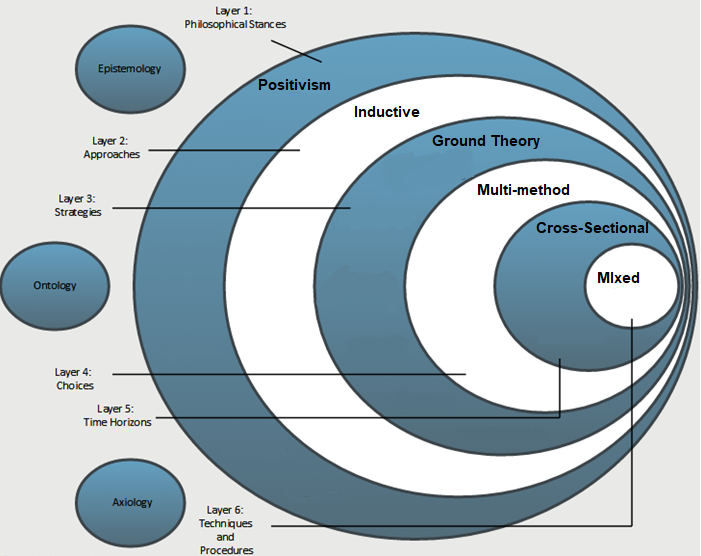 Layer 1:
Philosophical Stances
Epistemology
Positivism
Inductive
Layer 2:
Approaches
Ground Theory
Multi-method
Layer 3:
Strategies
Cross-Sectional
MIxed
Ontology
Layer 4:
Choices
Layer 5:
Time Horizons
Axiology
Layer 6:
Techniques
and
Procedures